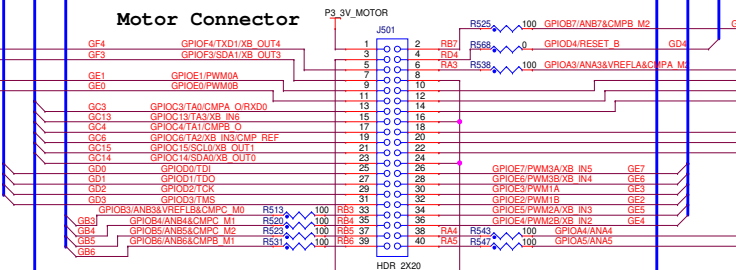 Motor Connector
P3_3V_MOTOR
J501
R525 100 GPIOB7/ANB7&CMPB_M2
GF4 GPIOF4/TXD1/XB_OUT4 1 2 RB7 R568 0 GPIOD4/RESET_B GD4
GF3 GPIOF3/RXD1/XB_OUT3 3 4 RD4
5 6 RA3 R538 100 GPIOA3/ANA3&VREFLA&CMPA_M2
GE1 GPIOE1/PWM0A 7 8
GE0 GPIOE0/PWM0B 9 10
11 12
GC3 GPIOC3/TA0/CMPA_O/RXD0 13 14
GC13 GPIOC13/TA3/XB_IN6 15 16
GC4 GPIOC4/TA1/CMPB_O 17 18
GC6 GPIOC6/TA2/XB_IN3/CMP_REF 19 20
GC15 GPIOC15/SCL0/XB_OUT1 21 22
GC14 GPIOC14/SDA0/XB_OUT0 23 24
GD0 GPIOD0/TDI 25 26 GPIOE7/PWM3A/XB_IN5 GE7
GD1 GPIOD1/TDO 27 28 GPIOE6/PWM3B/XB_IN4 GE6
GD2 GPIOD2/TCK 29 30 GPIOE3/PWM1A GE3
GD3 GPIOD3/TMS 31 32 GPIOE2/PWM1B GE2
GPIOB3/ANB3&VREFLB&CMPC_M0 R513 100 RB3 33 34 GPIOE5/PWM2A/XB_IN3 GE5
GB3 GPIOB4/ANB4&CMPC_M1 R520 100 RB4 35 36 GPIOE4/PWM2B/XB_IN2 GE4
GB4 GPIOB5/ANB5&CMPC_M2 R523 100 RB5 37 38 RA4 R543 100 GPIOA4/ANA4
GB5 GPIOB6/ANB6&CMPB_M1 R531 100 RB6 39 40 RA5 R547 100 GPIOA5/ANA5
GB6
HDR_2X20